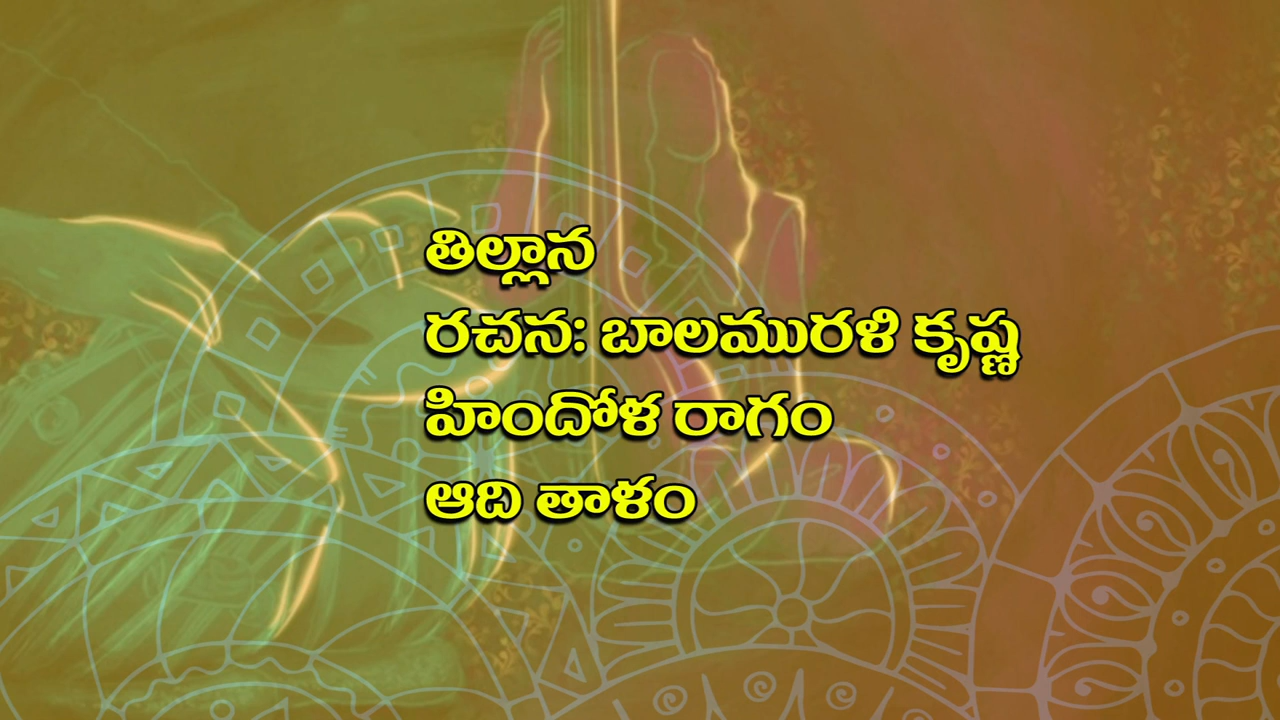 తిల్లాన
రచన: బాలమురళి కృష్ణ
హిందోళ రాగం
ఆది తాళం